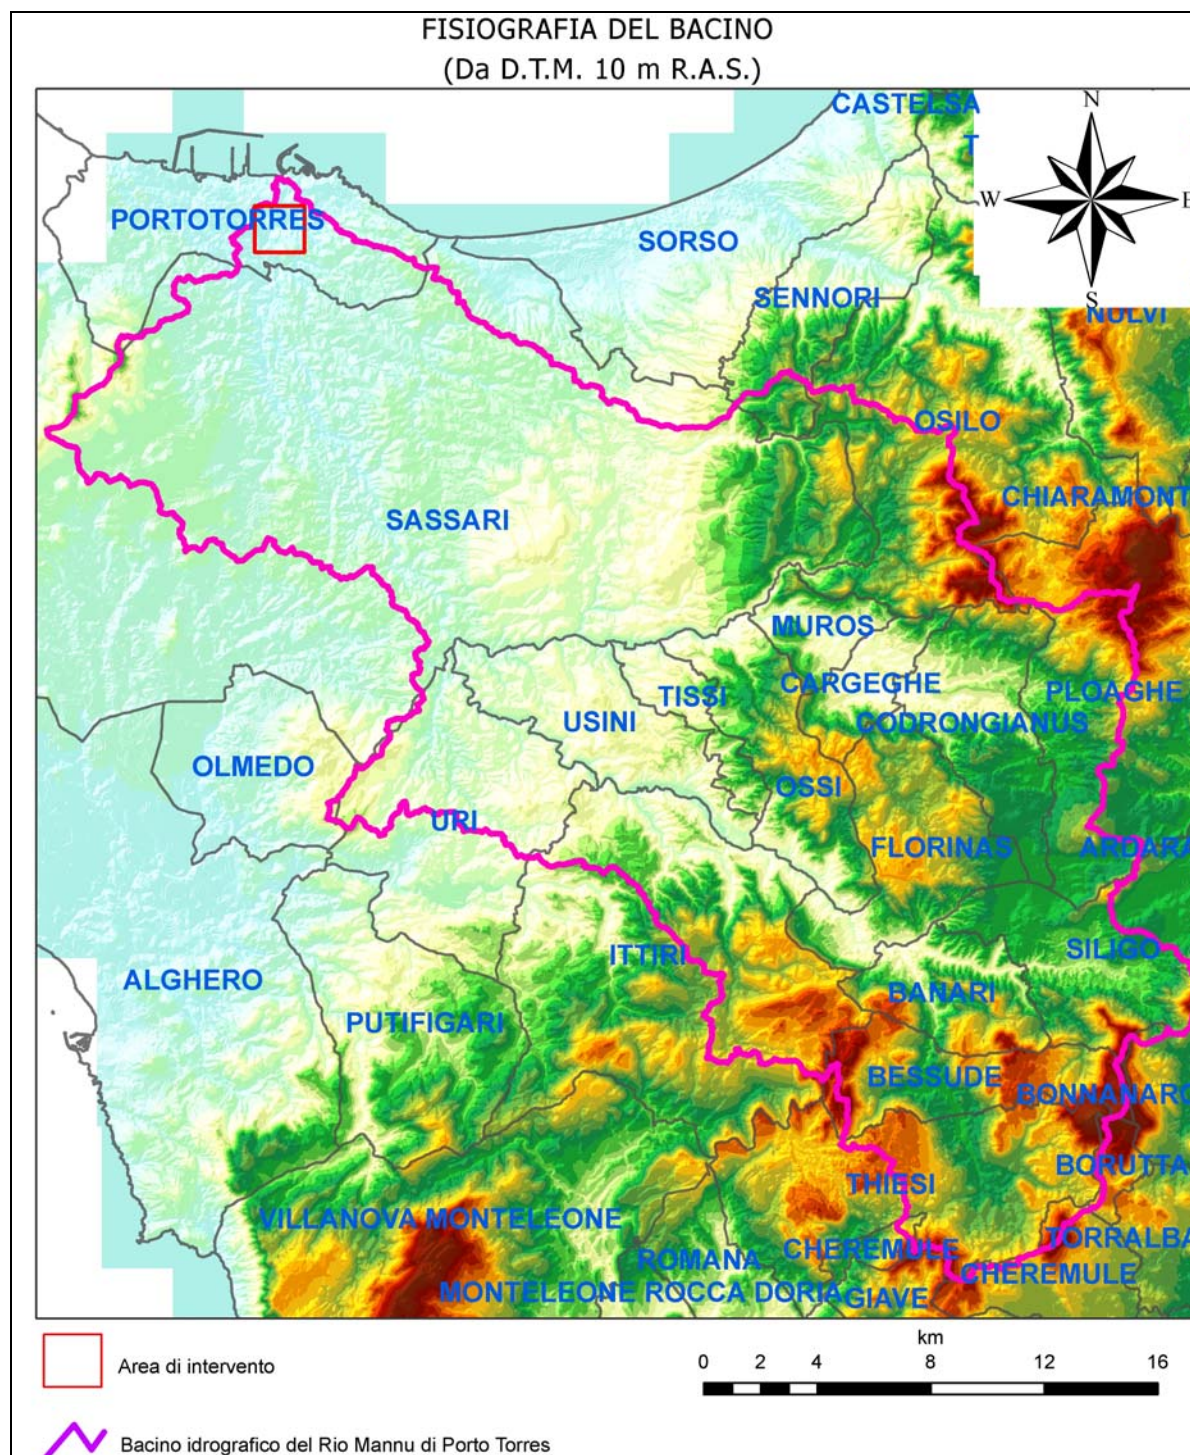 FISIOGRAFIA DEL BACINO
(Da D.T.M. 10 m R.A.S.)
CASTELSA
T
N
W
E
S
PORTOTORRES
SORSO
SENNORI
NULVI
OSILO
CHIARAMONT
SASSARI
MUROS
CARGEGHE
TISSI
PLOAGHE
USINI
CODRONGIANUS
OLMEDO
OSSI
URI
FLORINAS
ARDARA
ITTIRI
SILIGO
ALGHERO
BANARI
PUTIFIGARI
BESSUDE
BONNANARO
BORUTTA
THIESI
VILLANOVA MONTELEONE
TORRALBA
ROMANA
CHEREMULE
CHEREMULE
MONTELEONE ROCCA DORIA
GIAVE
km
0 2 4 8 12 16
Area di intervento
Bacino idrografico del Rio Mannu di Porto Torres